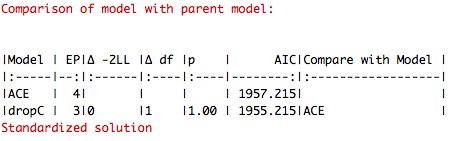 Comparison of model with parent model:
|Model | EP|Δ -2LL |Δ df |p | AIC|Compare with Model |
|:-----|--:|:------|:----|:----|--------:|:------------------|
|ACE | 4| | | | 1957.215| |
|dropC | 3|0 |1 |1.00 | 1955.215|ACE |
Standardized solution